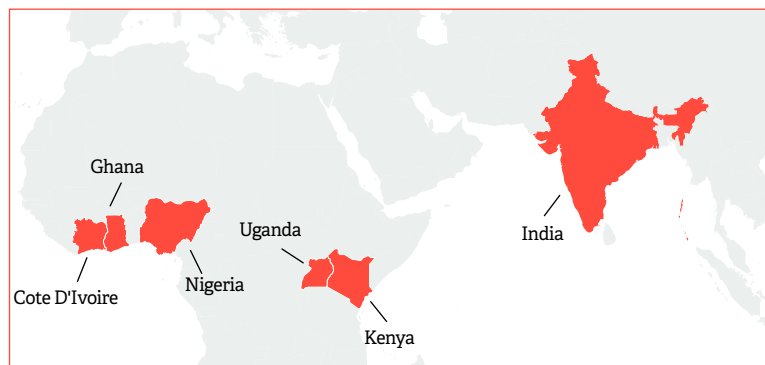 Ghana
Uganda
India
Nigeria
Cote D'Ivoire
Kenya